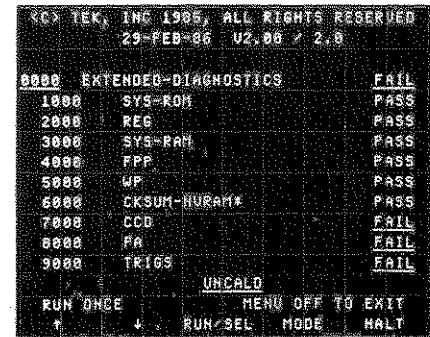 (C) TEK, INC 1985, ALL RIGHTS RESERVED
29-FEB-86 V2.00 / 2.0
0000 EXTENDED-DIAGNOSTICS FAIL
1000 SYS-ROM PASS
2000 REG PASS
3000 SYS-RAM PASS
4000 FPP PASS
5000 WP PASS
6000 CKSUM-NVRAM* PASS
7000 CCD FAIL
8000 PA FAIL
9000 TRIGS FAIL
UNCALD
RUN ONCE MENU OFF TO EXIT
↑ ↓ RUN/SEL MODE HALT